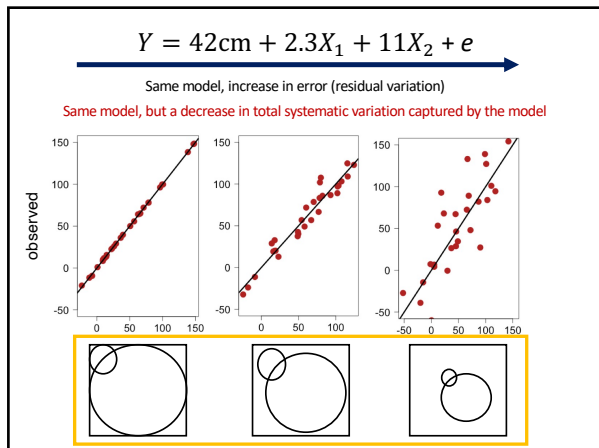 Y = 42cm + 2.3X₁ + 11X₂ + e
Same model, increase in error (residual variation)
Same model, but a decrease in total systematic variation captured by the model
observed
150
100
50
0
-50
0 50 100 150
150
100
50
0
-50
0 50 100
150
100
50
0
-50
-50 0 50 100 150